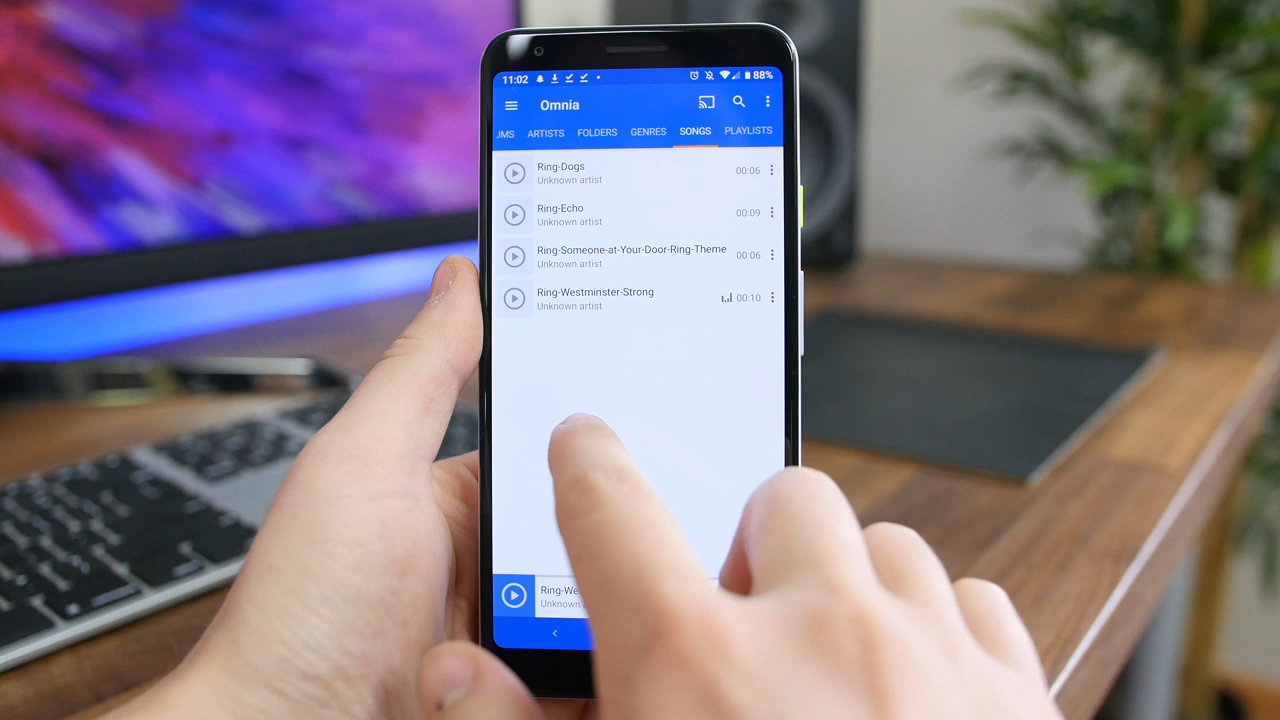 11:02 88%
Omnia
JMS ARTISTS FOLDERS GENRES SONGS PLAYLISTS
Ring-Dogs
Unknown artist
00:06
Ring-Echo
Unknown artist
00:09
Ring-Someone-at-Your-Door-Ring-Theme
Unknown artist
00:06
Ring-Westminster-Strong
Unknown artist
00:10
Ring-We
Unknown